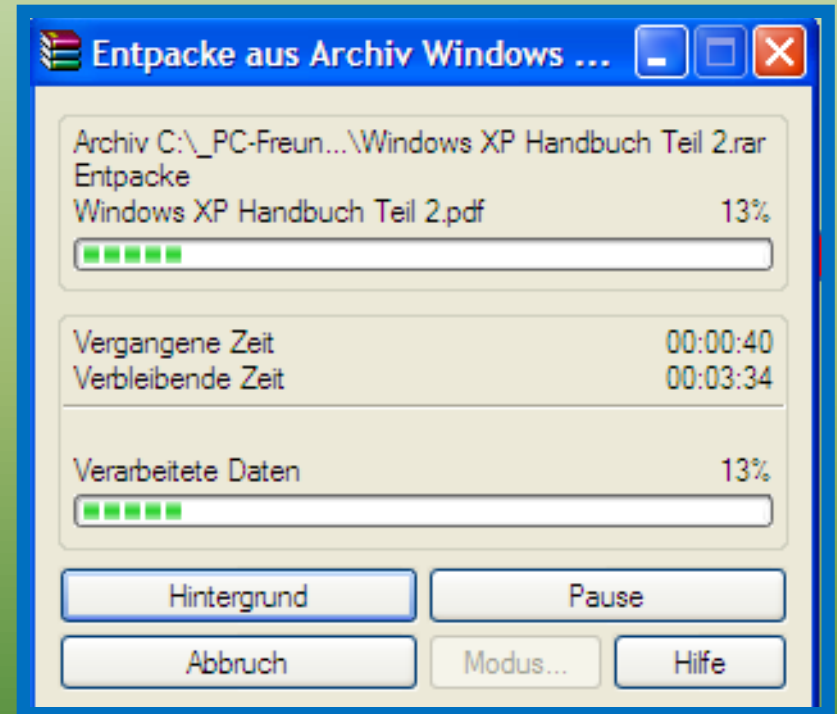 Entpacke aus Archiv Windows ...
Archiv C:\_PC-Freun...\Windows XP Handbuch Teil 2.rar
Entpacke
Windows XP Handbuch Teil 2.pdf 13%
Vergangene Zeit 00:00:40
Verbleibende Zeit 00:03:34
Verarbeitete Daten 13%
Hintergrund Pause
Abbruch Modus... Hilfe